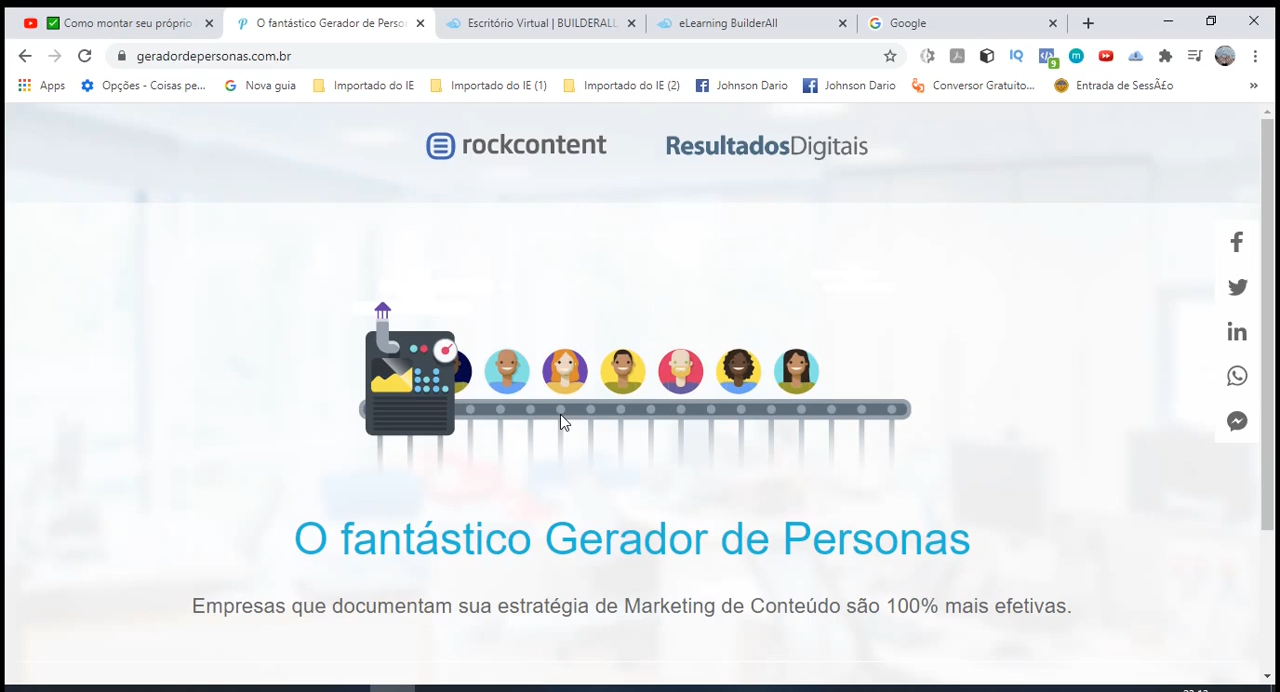 Como montar seu próprio
O fantástico Gerador de Perso
Escritório Virtual | BUILDERALL
eLearning BuilderAll
Google
geradordepersonas.com.br
9
Apps
Opções - Coisas pe...
Nova guia
Importado do IE
Importado do IE (1)
Importado do IE (2)
Johnson Dario
Johnson Dario
Conversor Gratuito...
Entrada de SessÃ£o
»
rockcontent
ResultadosDigitais
O fantástico Gerador de Personas
Empresas que documentam sua estratégia de Marketing de Conteúdo são 100% mais efetivas.